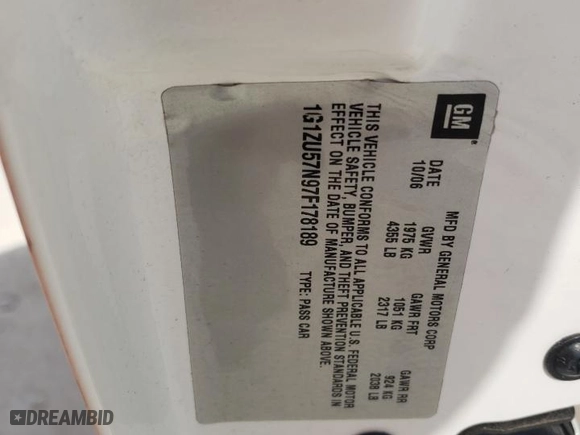 GM
MFD BY GENERAL MOTORS CORP
DATE GVWR GAWR FRT GAWR RR
10/06 1975 KG 1051 KG 924 KG
4355 LB 2317 LB 2038 LB
THIS VEHICLE CONFORMS TO ALL APPLICABLE U.S. FEDERAL MOTOR
VEHICLE SAFETY, BUMPER, AND THEFT PREVENTION STANDARDS IN
EFFECT ON THE DATE OF MANUFACTURE SHOWN ABOVE.
1G1ZU57N97F178189 TYPE: PASS CAR
DREAMBID